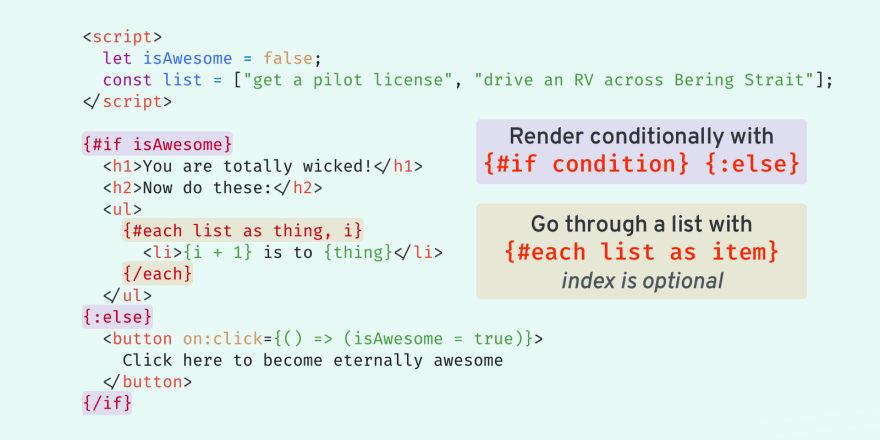 <script>
  let isAwesome = false;
  const list = ["get a pilot license", "drive an RV across Bering Strait"];
</script>
{#if isAwesome}
  <h1>You are totally wicked!</h1>
  <h2>Now do these:</h2>
  <ul>
    {#each list as thing, i}
      <li>{i + 1} is to {thing}</li>
    {/each}
  </ul>
{:else}
  <button on:click={() => (isAwesome = true)}>
    Click here to become eternally awesome
  </button>
{/if}
Render conditionally with
{#if condition} {:else}
Go through a list with
{#each list as item}
index is optional